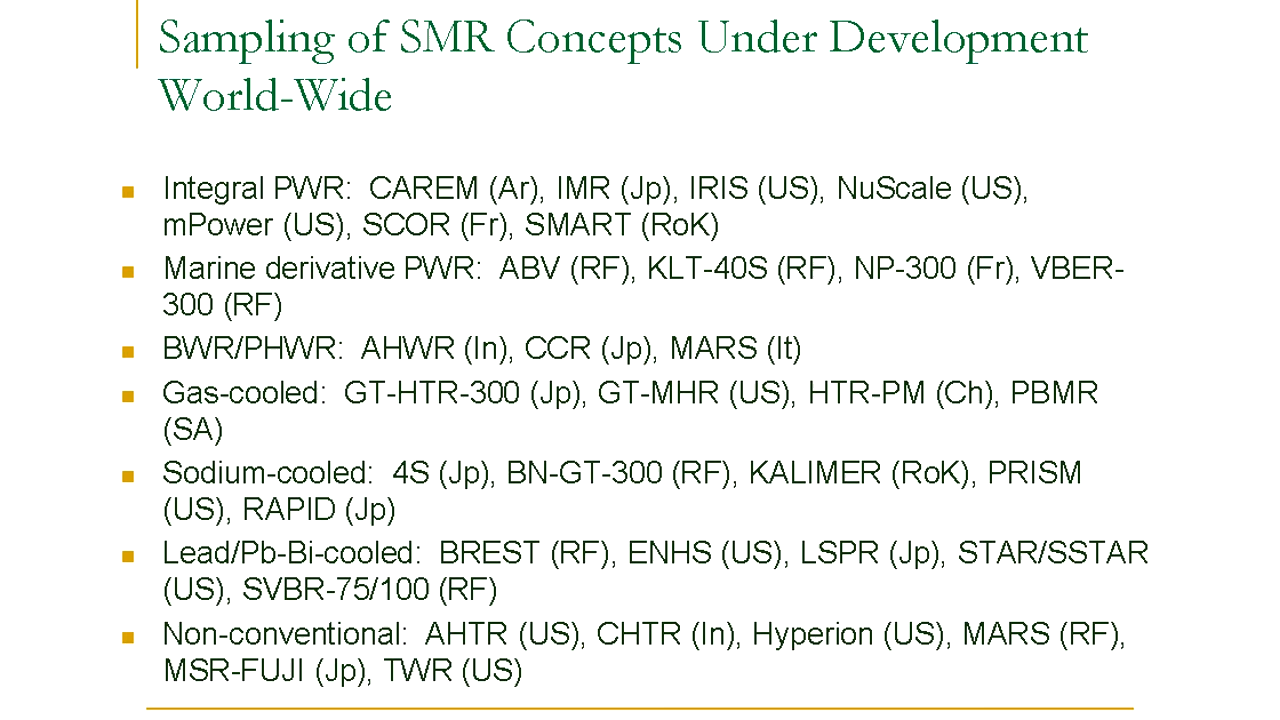 Sampling of SMR Concepts Under Development
World-Wide
Integral PWR: CAREM (Ar), IMR (Jp), IRIS (US), NuScale (US),
mPower (US), SCOR (Fr), SMART (RoK)
Marine derivative PWR: ABV (RF), KLT-40S (RF), NP-300 (Fr), VBER-
300 (RF)
BWR/PHWR: AHWR (In), CCR (Jp), MARS (It)
Gas-cooled: GT-HTR-300 (Jp), GT-MHR (US), HTR-PM (Ch), PBMR
(SA)
Sodium-cooled: 4S (Jp), BN-GT-300 (RF), KALIMER (RoK), PRISM
(US), RAPID (Jp)
Lead/Pb-Bi-cooled: BREST (RF), ENHS (US), LSPR (Jp), STAR/SSTAR
(US), SVBR-75/100 (RF)
Non-conventional: AHTR (US), CHTR (In), Hyperion (US), MARS (RF),
MSR-FUJI (Jp), TWR (US)